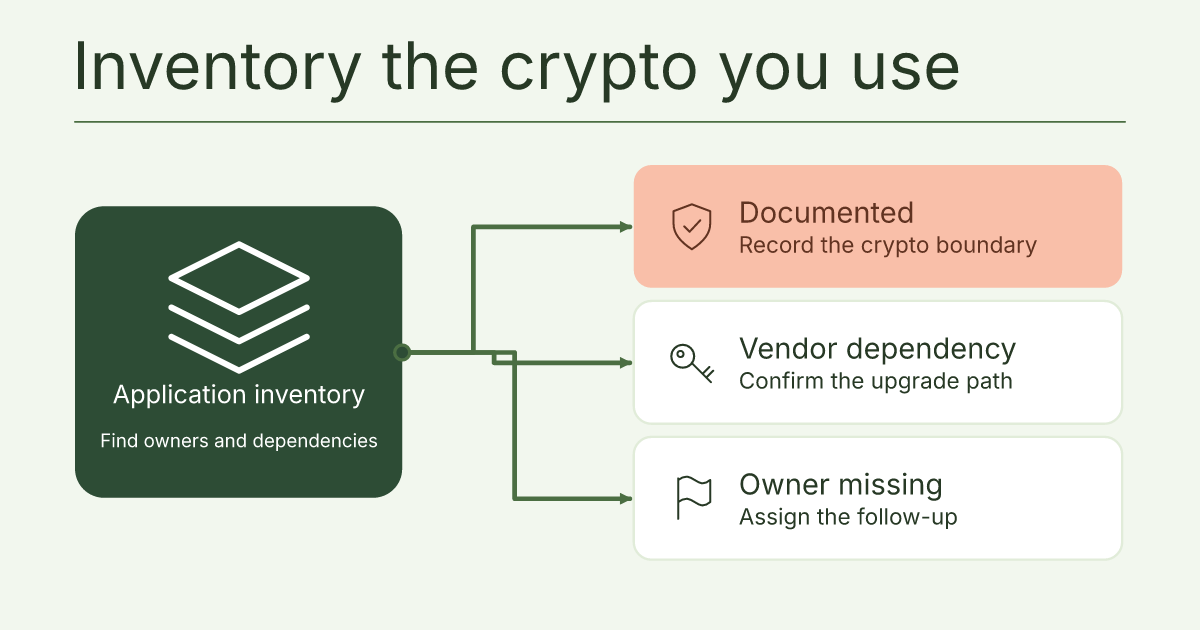 Inventory the crypto you use
Application inventory
Find owners and dependencies
Documented
Record the crypto boundary
Vendor dependency
Confirm the upgrade path
Owner missing
Assign the follow-up